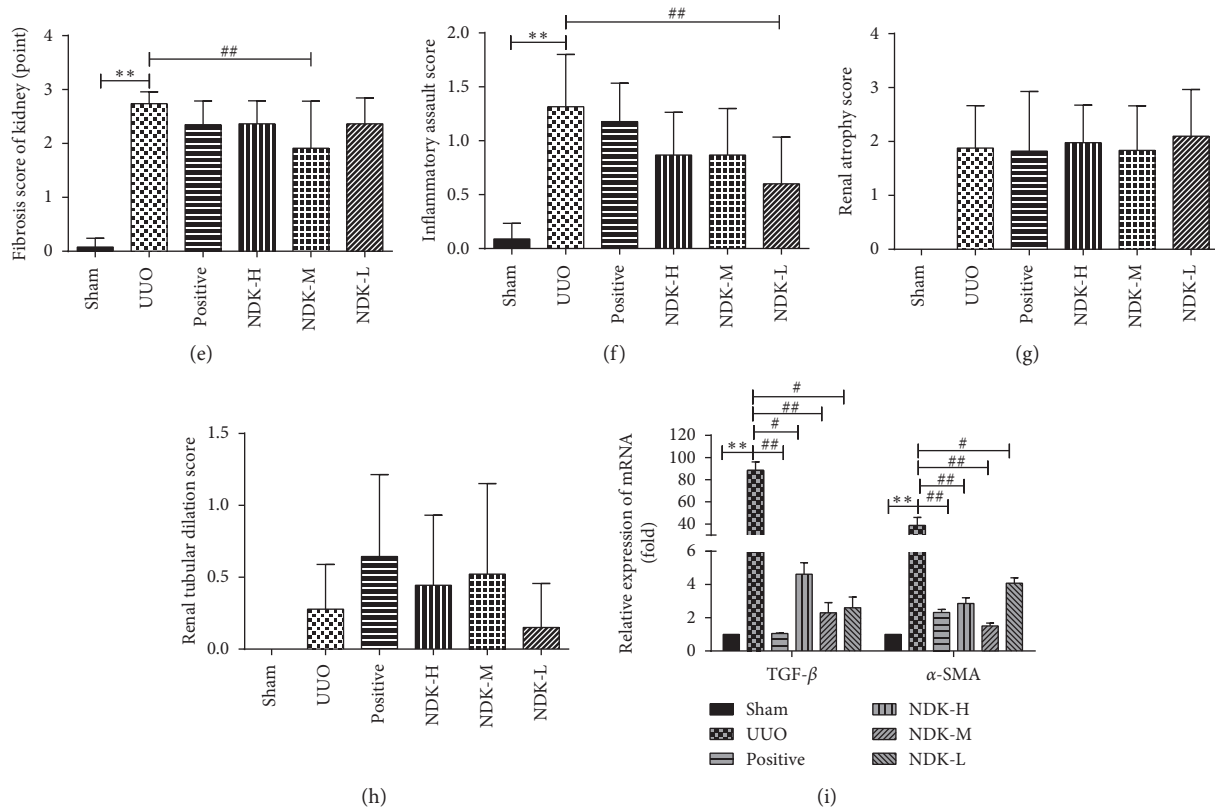 Fibrosis score of kidney (point)
4
3
2
1
0
**
##
Sham
UUO
Positive
NDK-H
NDK-M
NDK-L
(e)
Inflammatory assault score
2.0
1.5
1.0
0.5
0.0
**
##
Sham
UUO
Positive
NDK-H
NDK-M
NDK-L
(f)
Renal atrophy score
4
3
2
1
0
Sham
UUO
Positive
NDK-H
NDK-M
NDK-L
(g)
Renal tubular dilation score
1.5
1.0
0.5
0.0
Sham
UUO
Positive
NDK-H
NDK-M
NDK-L
(h)
Relative expression of mRNA
(fold)
120
100
80
60
40
6
4
2
0
#
##
#
** ##
#
##
##
** ##
TGF-β
α-SMA
Sham
UUO
Positive
NDK-H
NDK-M
NDK-L
(i)